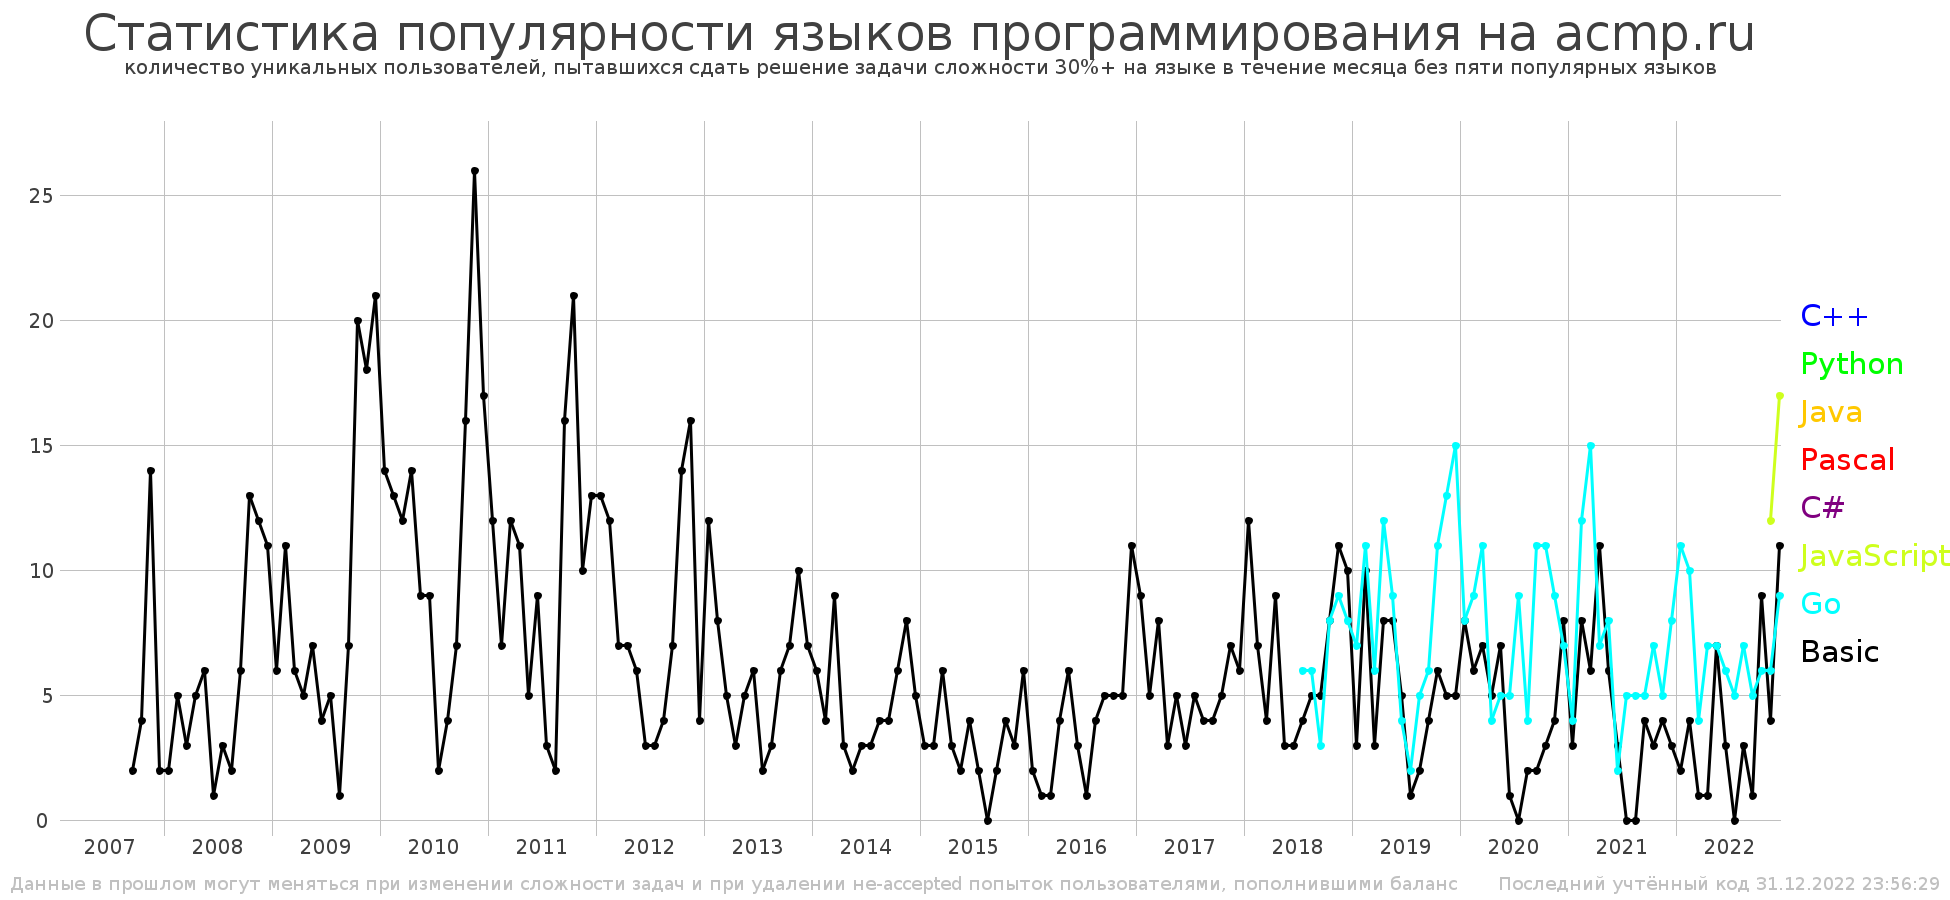 Статистика популярности языков программирования на acmp.ru
количество уникальных пользователей, пытавшихся сдать решение задачи сложности 30%+ на языке в течение месяца без пяти популярных языков
25
20
15
10
5
0
C++
Python
Java
Pascal
C#
JavaScript
Go
Basic
2007 2008 2009 2010 2011 2012 2013 2014 2015 2016 2017 2018 2019 2020 2021 2022
Данные в прошлом могут меняться при изменении сложности задач и при удалении не-accepted попыток пользователями, пополнившими баланс Последний учтённый код 31.12.2022 23:56:29